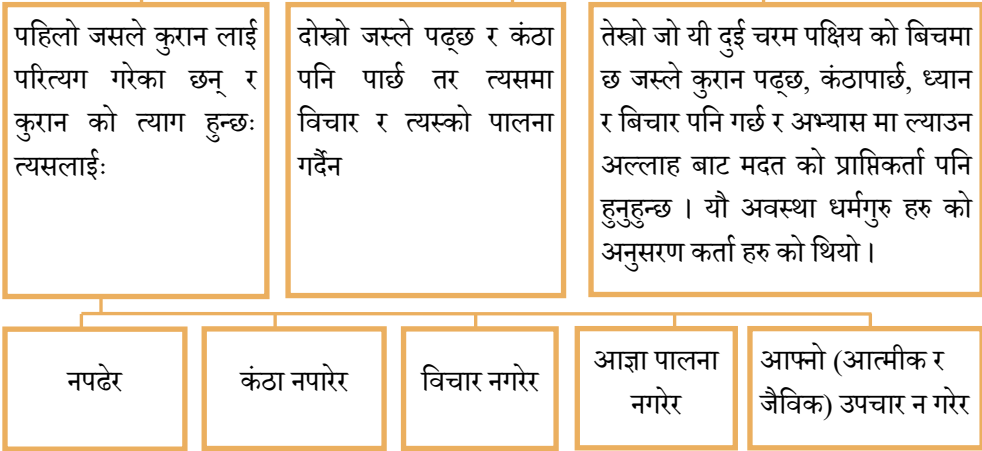 पहिलो जसले कुरान लाई
परित्यग गरेका छन् र
कुरान को त्याग हुन्छः
त्यसलाईः
दोस्त्रो जस्ले पढ्छ र कंठा
पनि पार्छ तर त्यसमा
विचार र त्यस्को पालना
गर्दैन
तेस्त्रो जो यी दुई चरम पक्षिय को बिचमा
छ जस्ले कुरान पढ्छ, कंठापार्छ, ध्यान
र बिचार पनि गर्छ र अभ्यास मा ल्याउन
अल्लाह बाट मदत को प्राप्तिकर्ता पनि
हुनुहुन्छ । यौ अवस्था धर्मगुरु हरु को
अनुसरण कर्ता हरु को थियो ।
नपढेर
कंठा नपारेर
विचार नगरेर
आज्ञा पालना
नगरेर
आफ्नो (आत्मीक र
जैविक) उपचार न गरेर